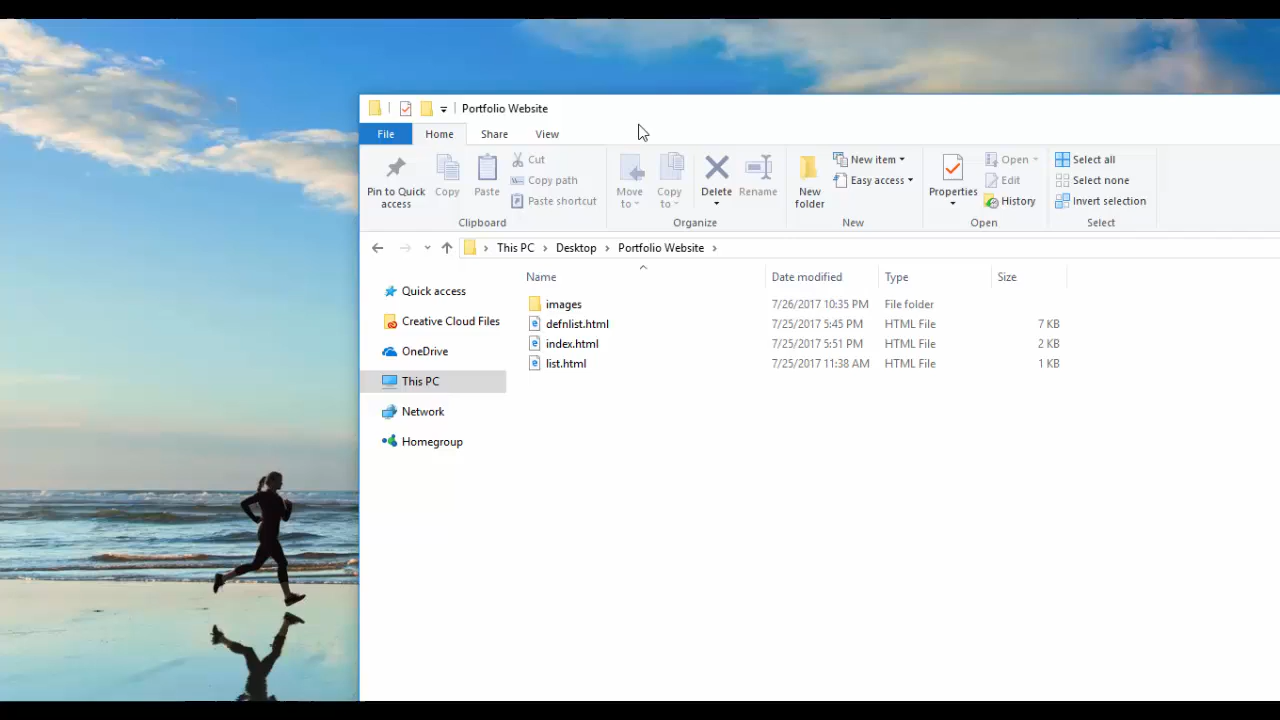 Portfolio Website
File Home Share View
Pin to Quick access
Copy
Paste
Cut
Copy path
Paste shortcut
Clipboard
Move to
Copy to
Delete
Rename
Organize
New folder
New item
Easy access
New
Properties
Open
Edit
History
Open
Select all
Select none
Invert selection
Select
This PC Desktop Portfolio Website
Quick access
Creative Cloud Files
OneDrive
This PC
Network
Homegroup
Name Date modified Type Size
images 7/26/2017 10:35 PM File folder
defnlist.html 7/25/2017 5:45 PM HTML File 7 KB
index.html 7/25/2017 5:51 PM HTML File 2 KB
list.html 7/25/2017 11:38 AM HTML File 1 KB